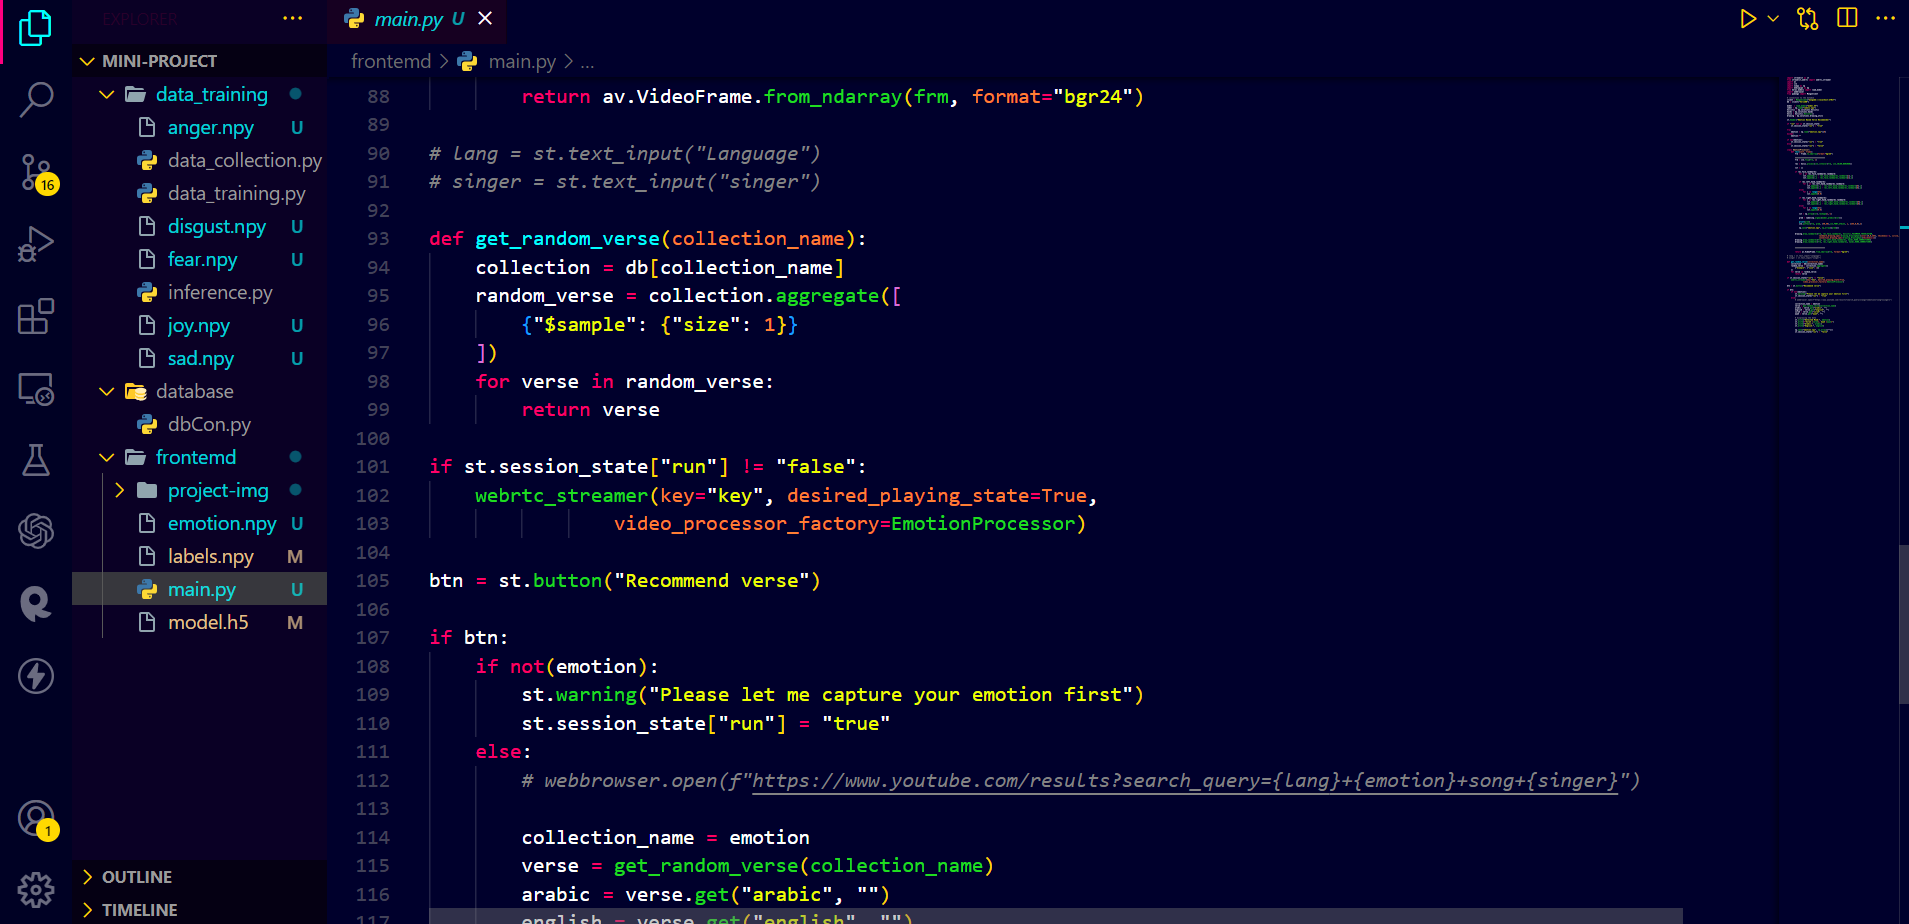 EXPLORER
MINI-PROJECT
data_training
anger.npy U
data_collection.py
data_training.py
disgust.npy U
fear.npy U
inference.py
joy.npy U
sad.npy U
database
dbCon.py
frontemd
project-img
emotion.npy U
labels.npy M
main.py U
model.h5 M
OUTLINE
TIMELINE
16
1
main.py U
frontemd > main.py > ...
88 return av.VideoFrame.from_ndarray(frm, format="bgr24")
89
90 # lang = st.text_input("Language")
91 # singer = st.text_input("singer")
92
93 def get_random_verse(collection_name):
94 collection = db[collection_name]
95 random_verse = collection.aggregate([
96 {"$sample": {"size": 1}}
97 ])
98 for verse in random_verse:
99 return verse
100
101 if st.session_state["run"] != "false":
102 webrtc_streamer(key="key", desired_playing_state=True,
103 video_processor_factory=EmotionProcessor)
104
105 btn = st.button("Recommend verse")
106
107 if btn:
108 if not(emotion):
109 st.warning("Please let me capture your emotion first")
110 st.session_state["run"] = "true"
111 else:
112 # webbrowser.open(f"https://www.youtube.com/results?search_query={lang}+{emotion}+song+{singer}")
113
114 collection_name = emotion
115 verse = get_random_verse(collection_name)
116 arabic = verse.get("arabic", "")
117 english = verse.get("english", "")